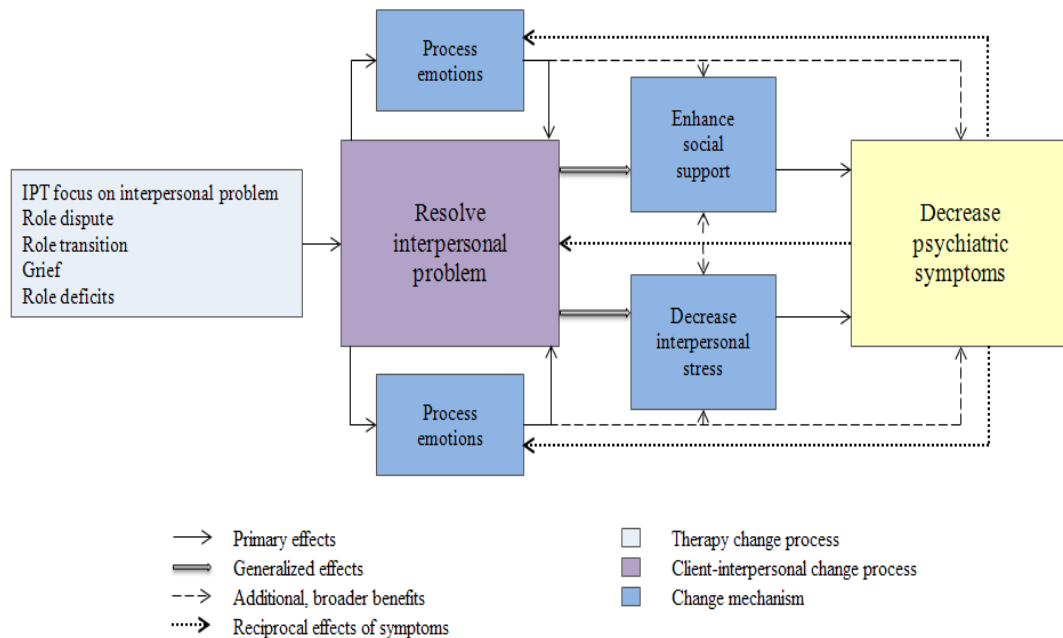 Process
emotions
Enhance
social
support
IPT focus on interpersonal problem
Role dispute
Role transition
Grief
Role deficits
Resolve
interpersonal
problem
Decrease
psychiatric
symptoms
Decrease
interpersonal
stress
Process
emotions
Primary effects
Generalized effects
Additional, broader benefits
Reciprocal effects of symptoms
Therapy change process
Client-interpersonal change process
Change mechanism